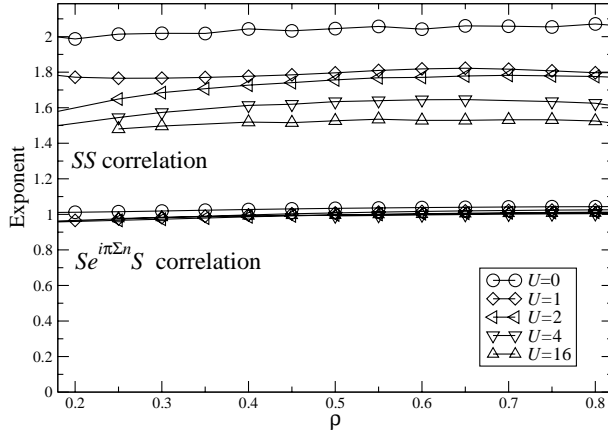 2
1.8
1.6
1.4
1.2
1
0.8
0.6
0.4
0.2
0
Exponent
SS correlation
Se^{iπΣn}S correlation
U=0
U=1
U=2
U=4
U=16
0.2 0.3 0.4 0.5 0.6 0.7 0.8
ρ